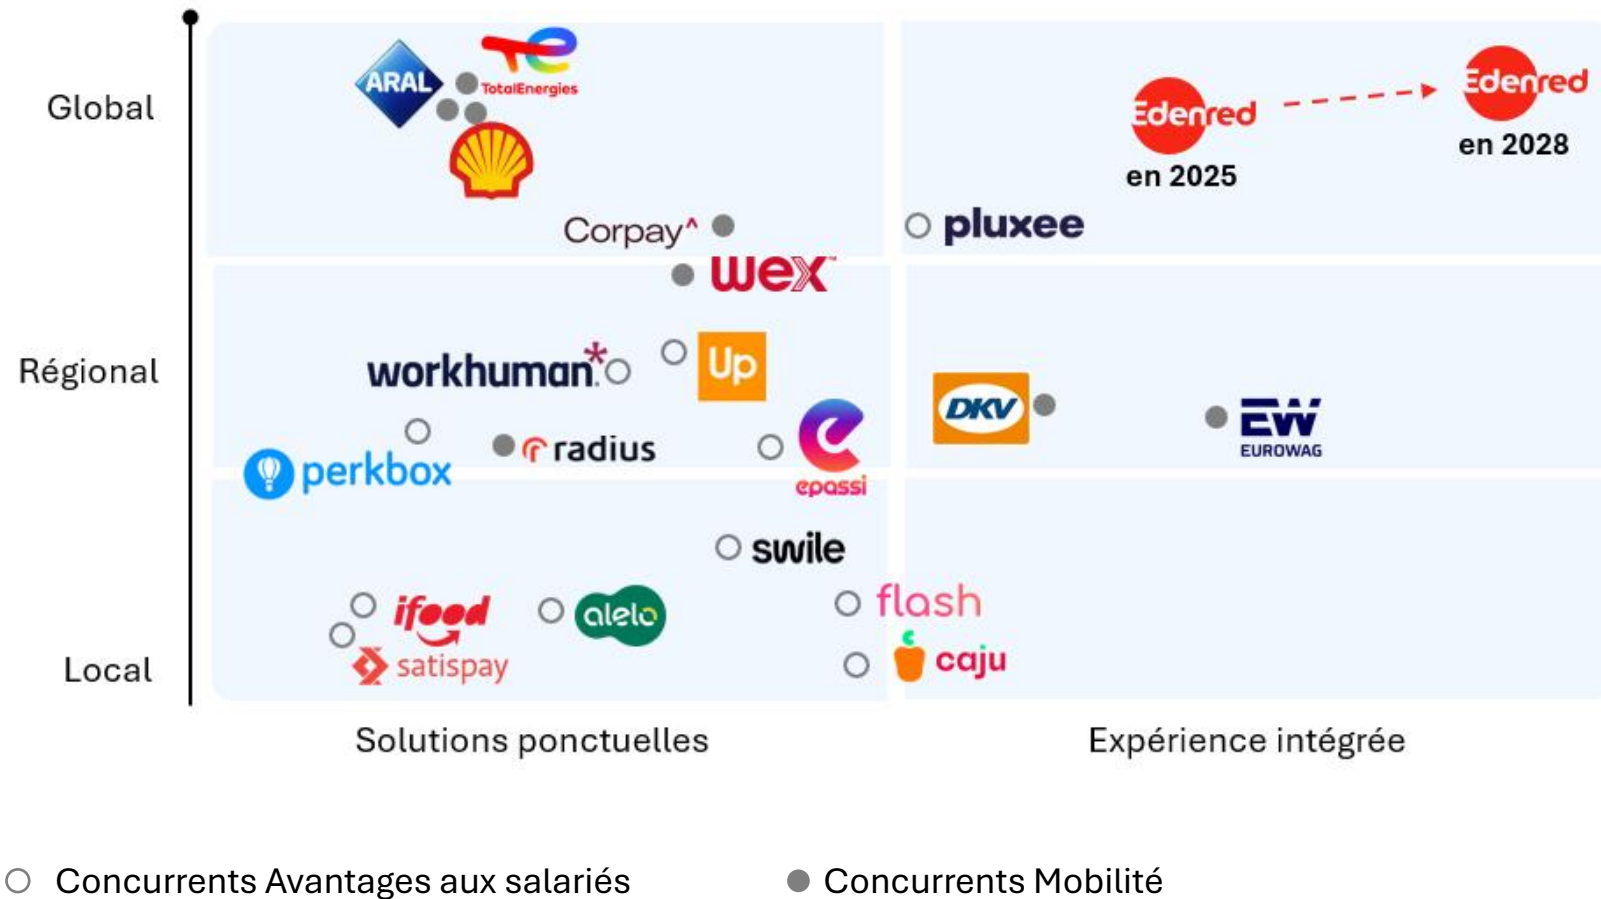 Global
ARAL
TotalEnergies
Edenred
en 2025
Edenred
en 2028
Corpay^
pluxee
wex™
Régional
workhuman*
Up
DKV
EW
EUROWAG
perkbox
radius
epassi
swile
ifood
alelo
flash
satispay
caju
Local
Solutions ponctuelles
Expérience intégrée
Concurrents Avantages aux salariés
Concurrents Mobilité